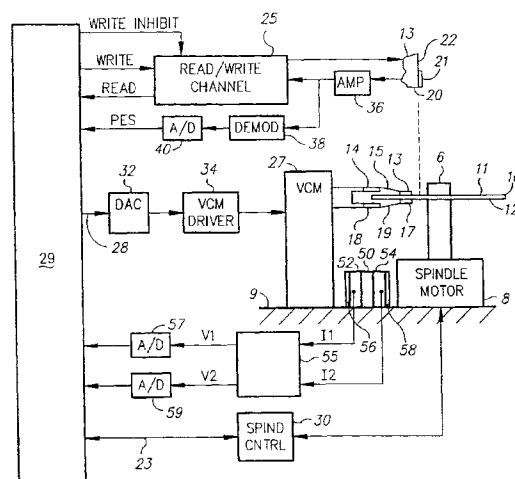 WRITE INHIBIT
25
13
22
21
WRITE
READ/WRITE
CHANNEL
READ
AMP
20
36
PES
A/D
DEMOD
40
38
32
34
27
14
15
13
6
11
10
DAC
VCM
DRIVER
VCM
12
29
28
18
19
17
52
50
54
SPINDLE
MOTOR
9
56
58
8
57
A/D
V1
I1
V2
I2
A/D
55
59
30
SPIND
CNTRL
23